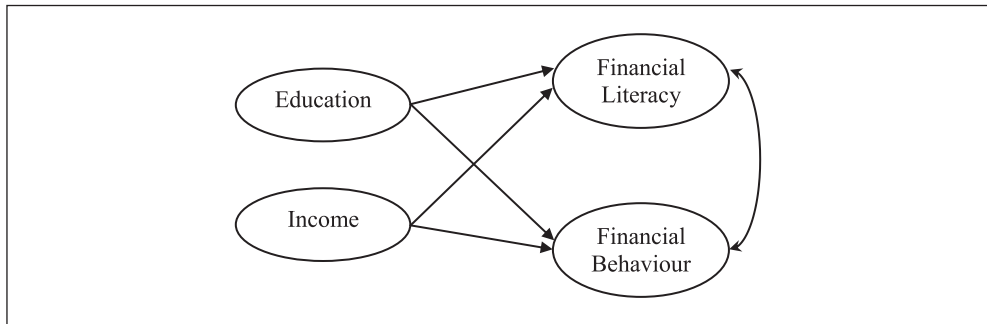 Education
Income
Financial
Literacy
Financial
Behaviour